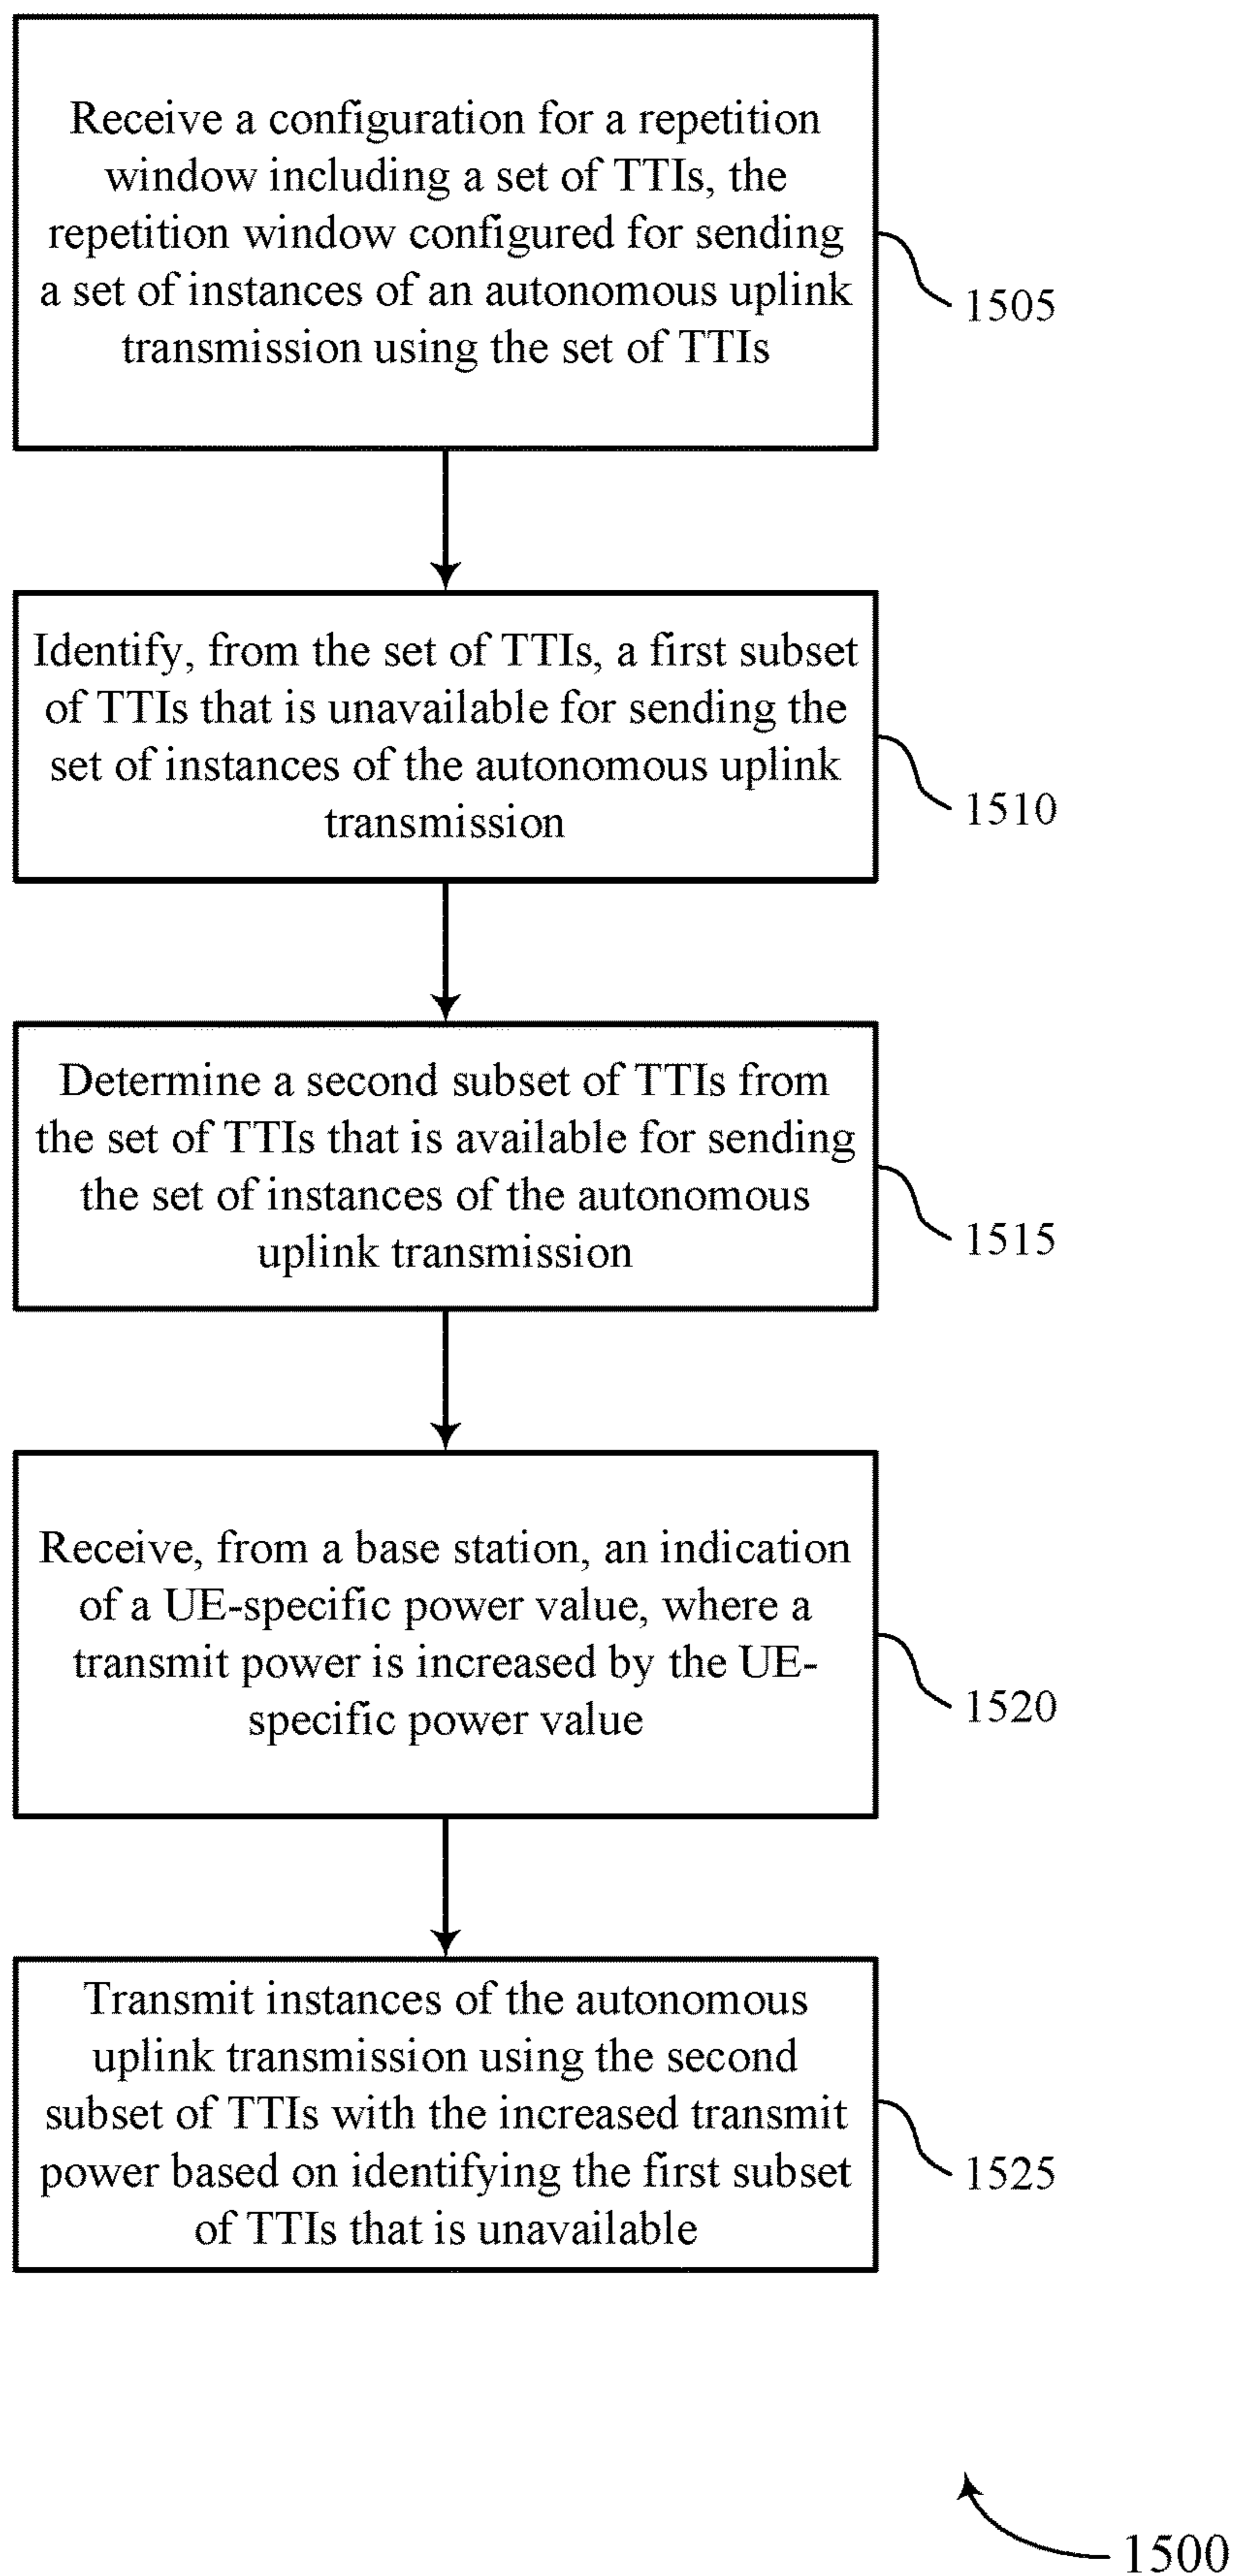 Receive a configuration for a repetition
window including a set of TTIs, the
repetition window configured for sending
a set of instances of an autonomous uplink
transmission using the set of TTIs
1505
Identify, from the set of TTIs, a first subset
of TTIs that is unavailable for sending the
set of instances of the autonomous uplink
transmission
1510
Determine a second subset of TTIs from
the set of TTIs that is available for sending
the set of instances of the autonomous
uplink transmission
1515
Receive, from a base station, an indication
of a UE-specific power value, where a
transmit power is increased by the UE-
specific power value
1520
Transmit instances of the autonomous
uplink transmission using the second
subset of TTIs with the increased transmit
power based on identifying the first subset
of TTIs that is unavailable
1525
1500